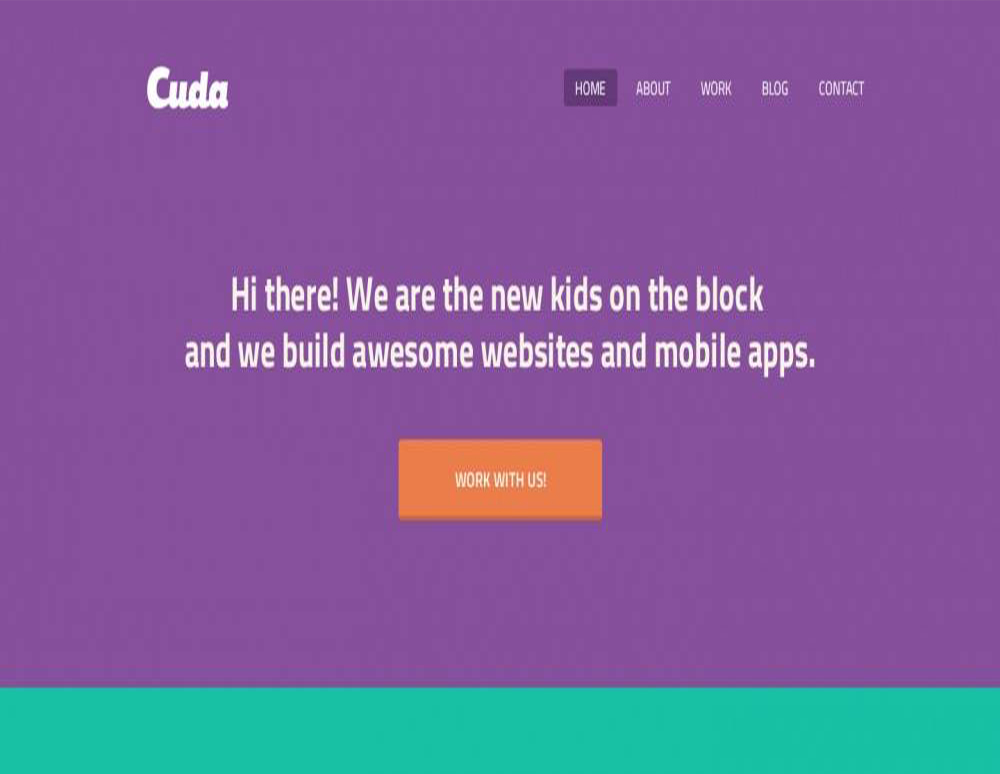 Cuda
HOME ABOUT WORK BLOG CONTACT
Hi there! We are the new kids on the block
and we build awesome websites and mobile apps.
WORK WITH US!